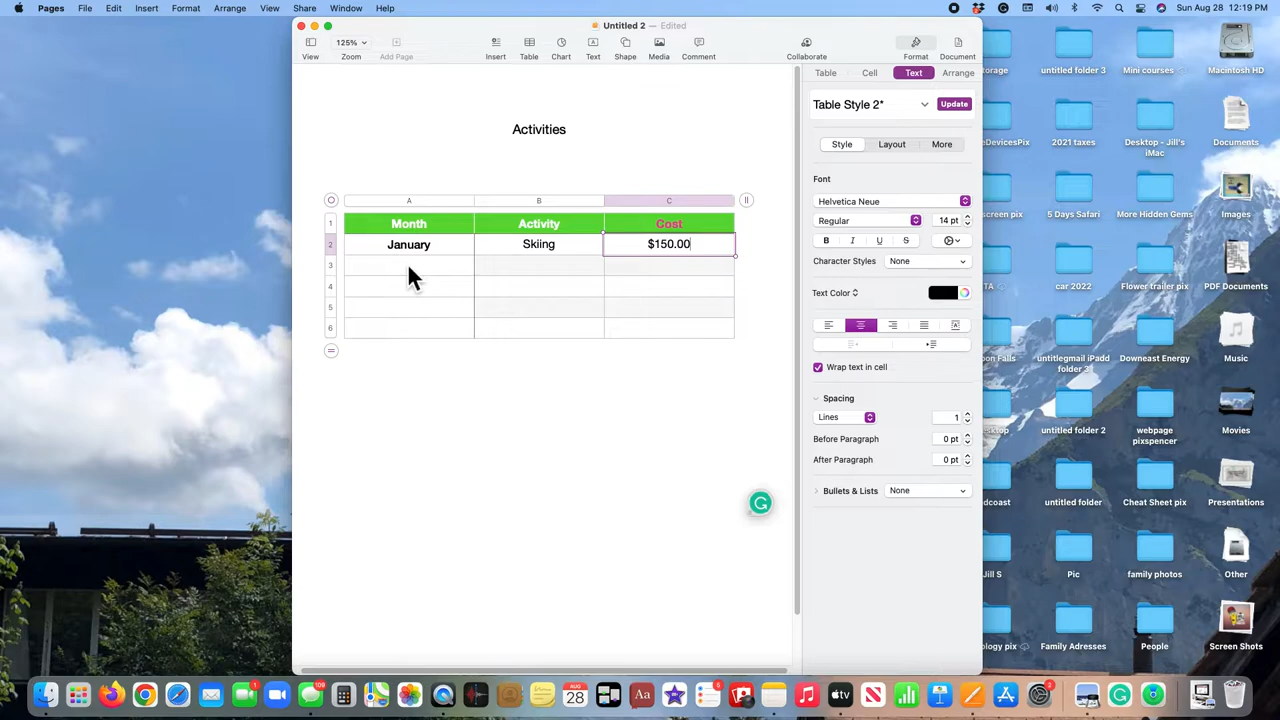 Pages File Edit Insert Format Arrange View Share Window Help Sun Aug 28 12:19 PM
Untitled 2 — Edited
125%
View Zoom Add Page Insert Table Chart Text Shape Media Comment Collaborate Format Document
Table Cell Text Arrange
Table Style 2* Update
Style Layout More
Font
Helvetica Neue
Regular 14 pt
B I U S
Character Styles None
Text Color
Wrap text in cell
Spacing
Lines 1
Before Paragraph 0 pt
After Paragraph 0 pt
Bullets & Lists None
Activities
A B C
1 Month Activity Cost
2 January Skiing $150.00
3
4
5
6
untitled folder 3 Mini courses Macintosh HD
2021 taxes Desktop - Jill's iMac Documents
screen pix 5 Days Safari More Hidden Gems Images
car 2022 Flower trailer pix PDF Documents
untitlegmail iPadd folder 3 Downeast Energy Music
untitled folder 2 webpage pixspencer Movies
untitled folder Cheat Sheet pix Presentations
Jill S Pic family photos Other
Family Adresses People Screen Shots